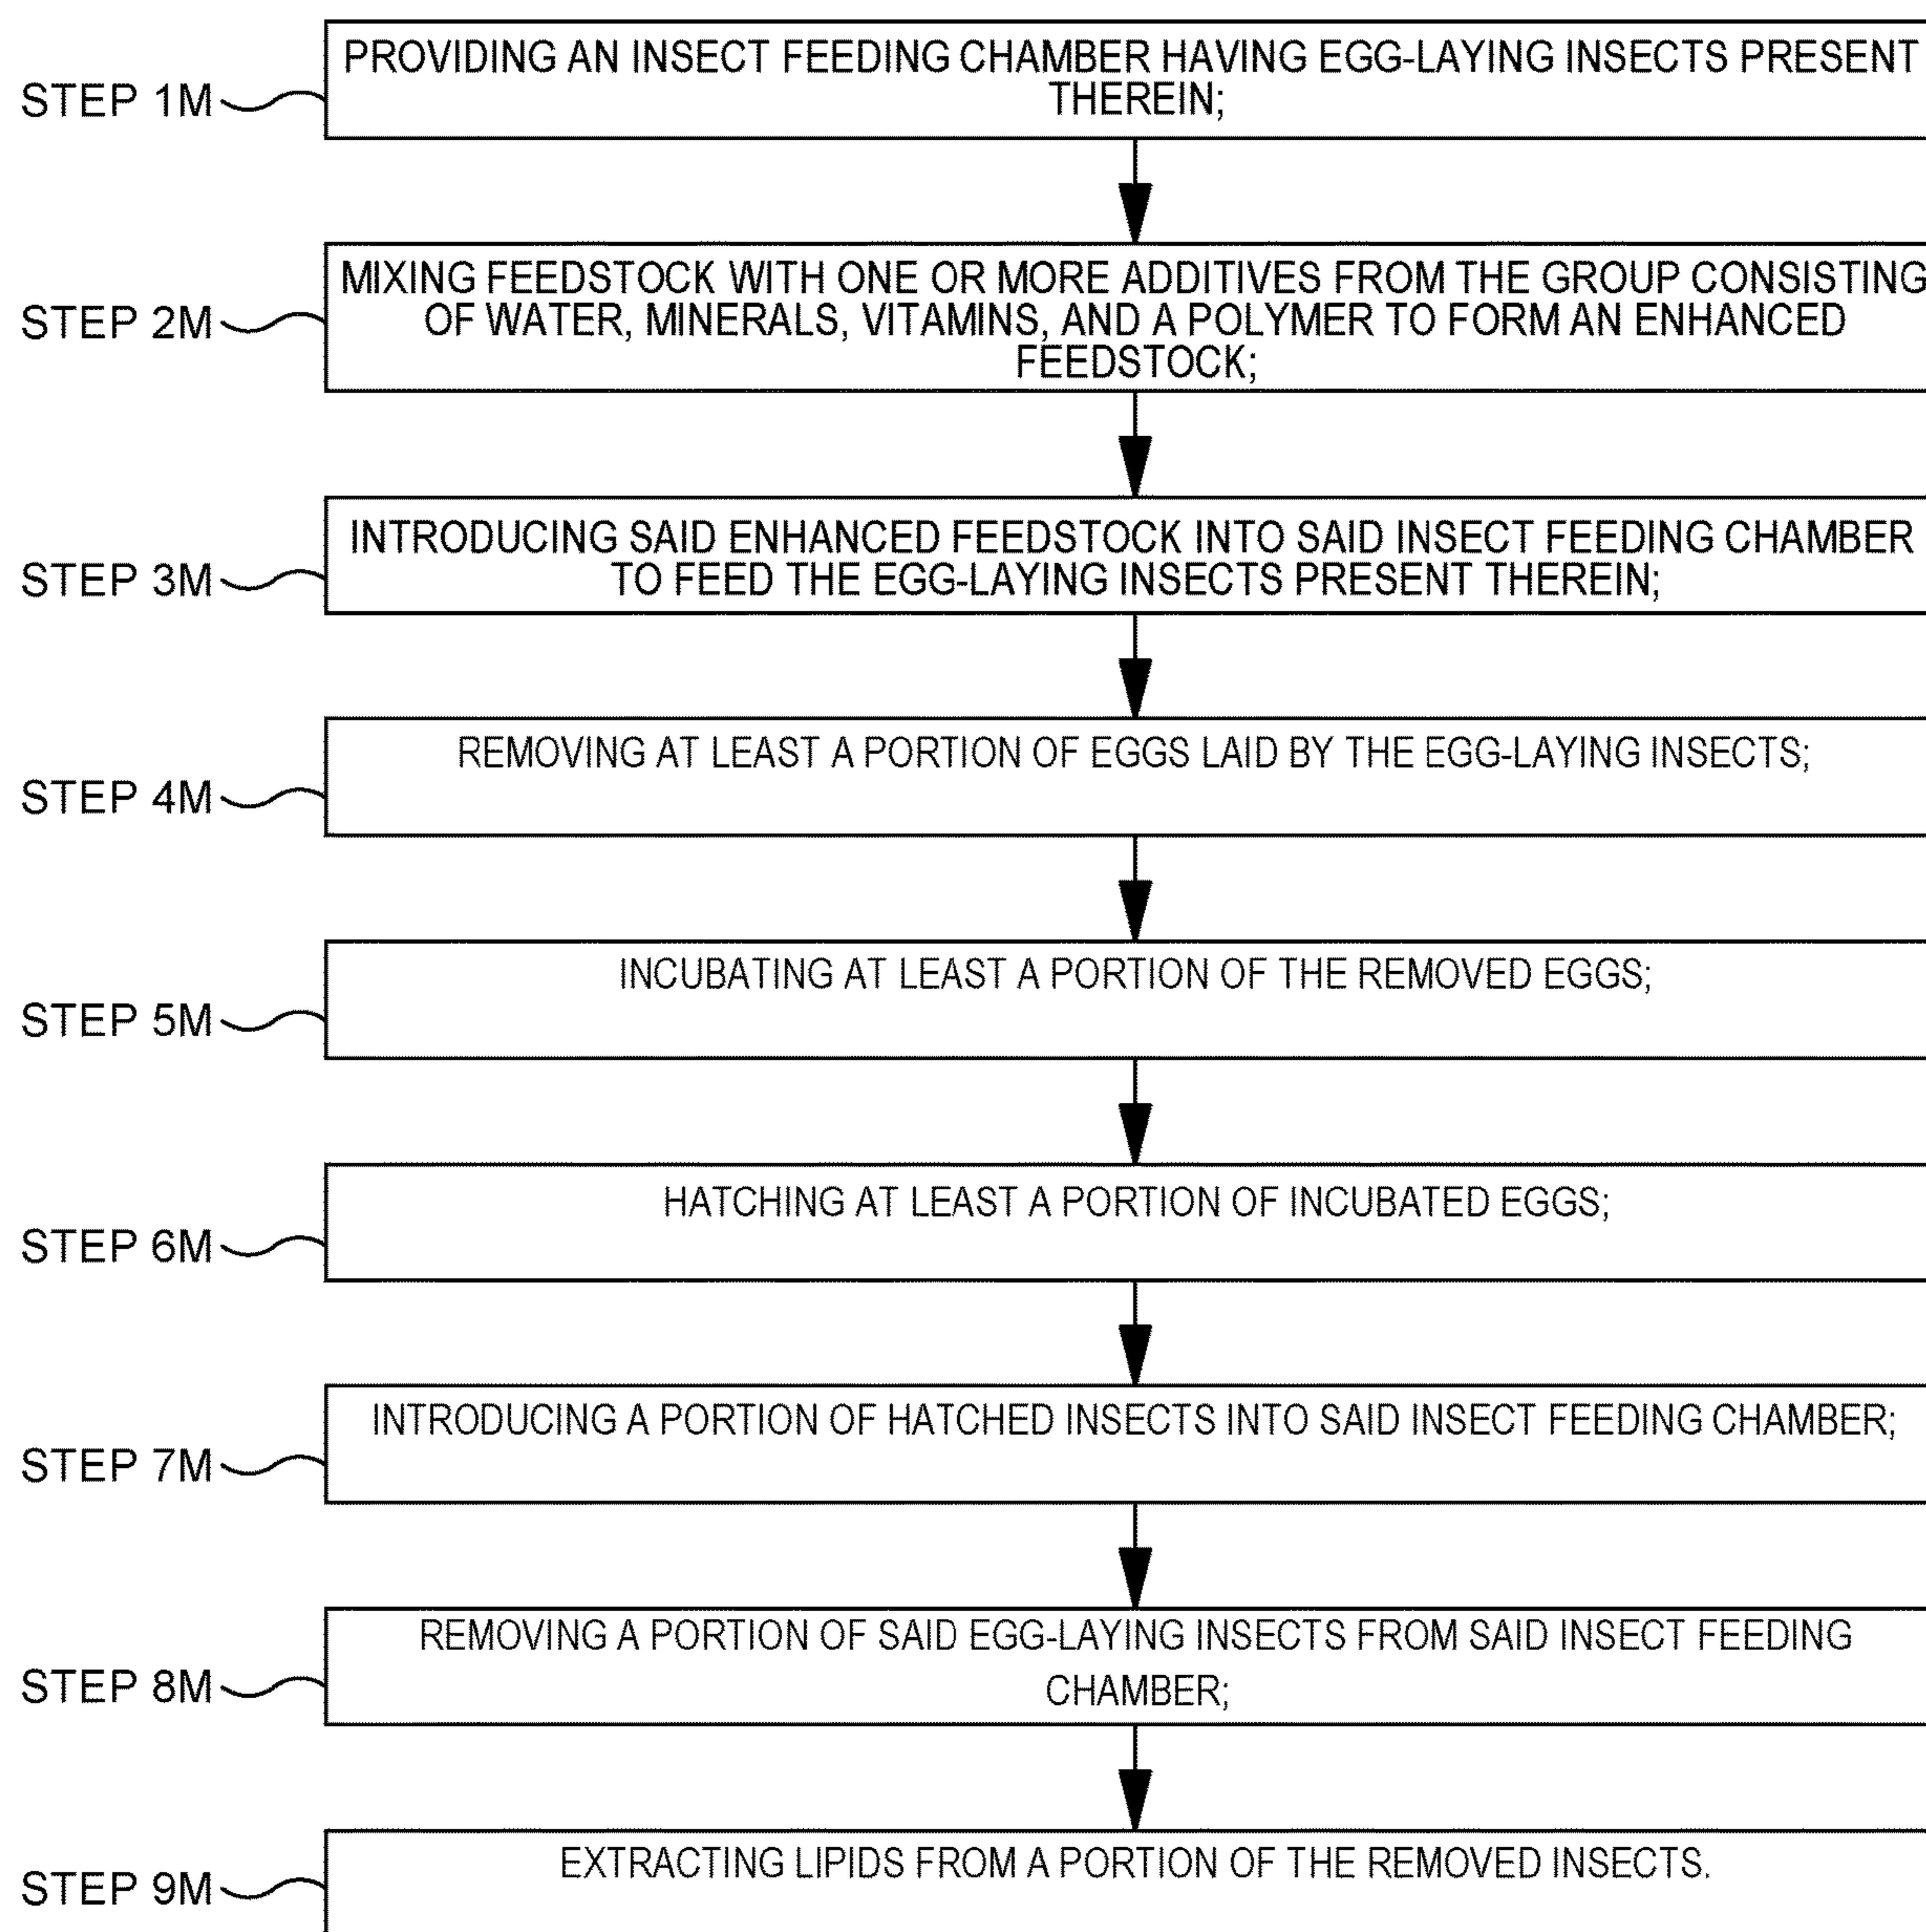 PROVIDING AN INSECT FEEDING CHAMBER HAVING EGG-LAYING INSECTS PRESENT
STEP 1M
THEREIN;
MIXING FEEDSTOCK WITH ONE OR MORE ADDITIVES FROM THE GROUP CONSISTING
STEP 2M
OF WATER, MINERALS, VITAMINS, AND A POLYMER TO FORM AN ENHANCED
FEEDSTOCK;
INTRODUCING SAID ENHANCED FEEDSTOCK INTO SAID INSECT FEEDING CHAMBER
STEP 3M
TO FEED THE EGG-LAYING INSECTS PRESENT THEREIN;
REMOVING AT LEAST A PORTION OF EGGS LAID BY THE EGG-LAYING INSECTS;
STEP 4M
INCUBATING AT LEAST A PORTION OF THE REMOVED EGGS;
STEP 5M
HATCHING AT LEAST A PORTION OF INCUBATED EGGS;
STEP 6M
INTRODUCING A PORTION OF HATCHED INSECTS INTO SAID INSECT FEEDING CHAMBER;
STEP 7M
REMOVING A PORTION OF SAID EGG-LAYING INSECTS FROM SAID INSECT FEEDING
STEP 8M
CHAMBER;
EXTRACTING LIPIDS FROM A PORTION OF THE REMOVED INSECTS.
STEP 9M